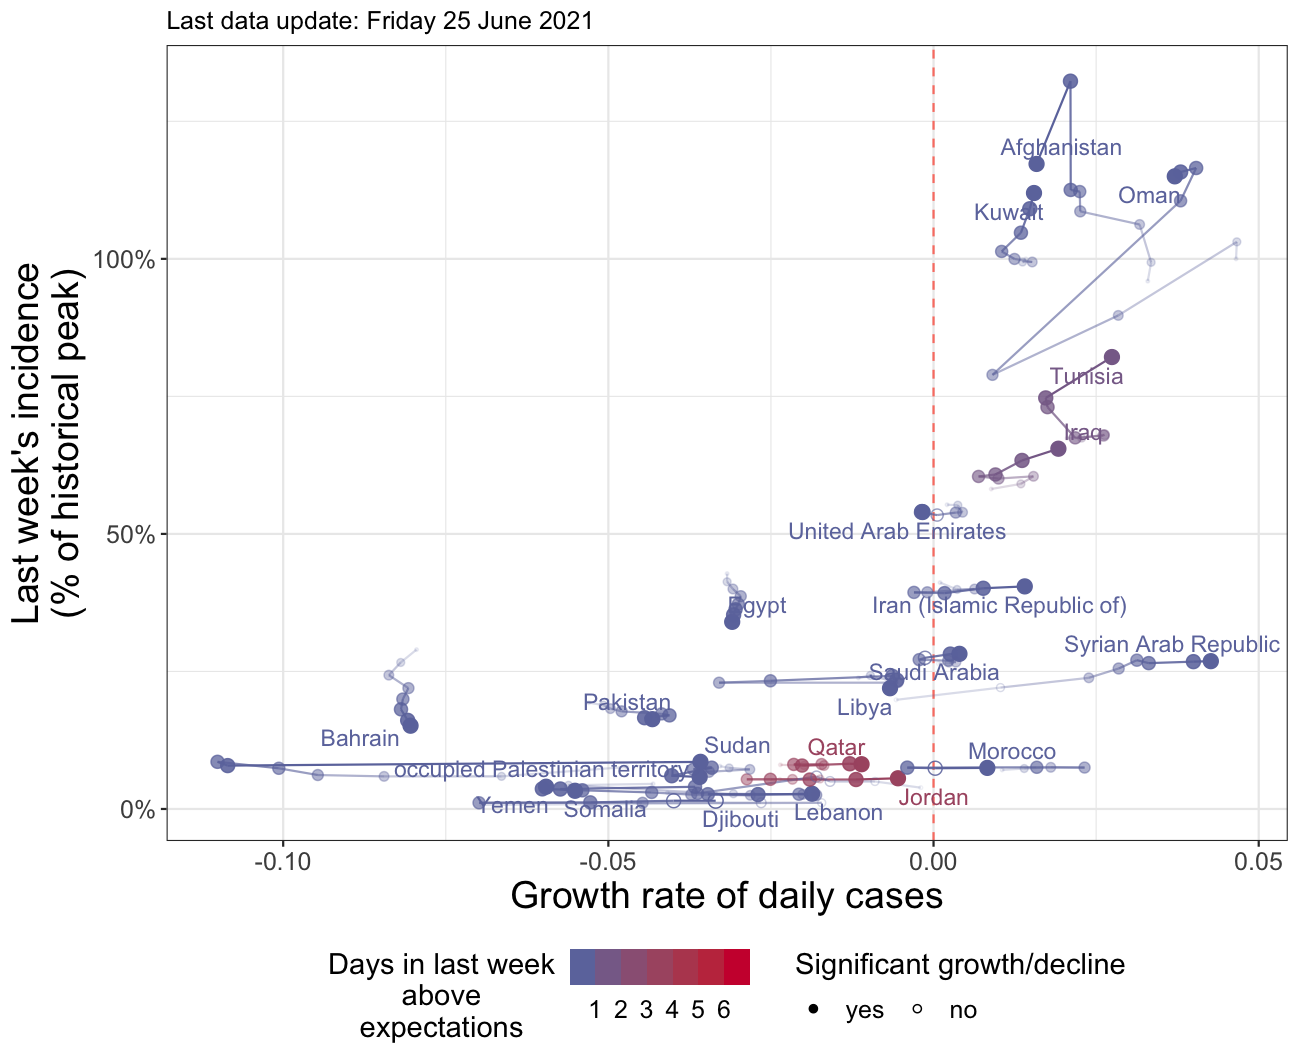 Last data update: Friday 25 June 2021
Last week's incidence
(% of historical peak)
100%
50%
0%
Afghanistan
Oman
Kuwait
Tunisia
Iraq
United Arab Emirates
Egypt
Iran (Islamic Republic of)
Syrian Arab Republic
Saudi Arabia
Pakistan
Libya
Bahrain
Sudan
Qatar
Morocco
occupied Palestinian territory
Jordan
Yemen
Somalia
Djibouti
Lebanon
-0.10
-0.05
0.00
0.05
Growth rate of daily cases
Days in last week
above
expectations
1 2 3 4 5 6
Significant growth/decline
yes no